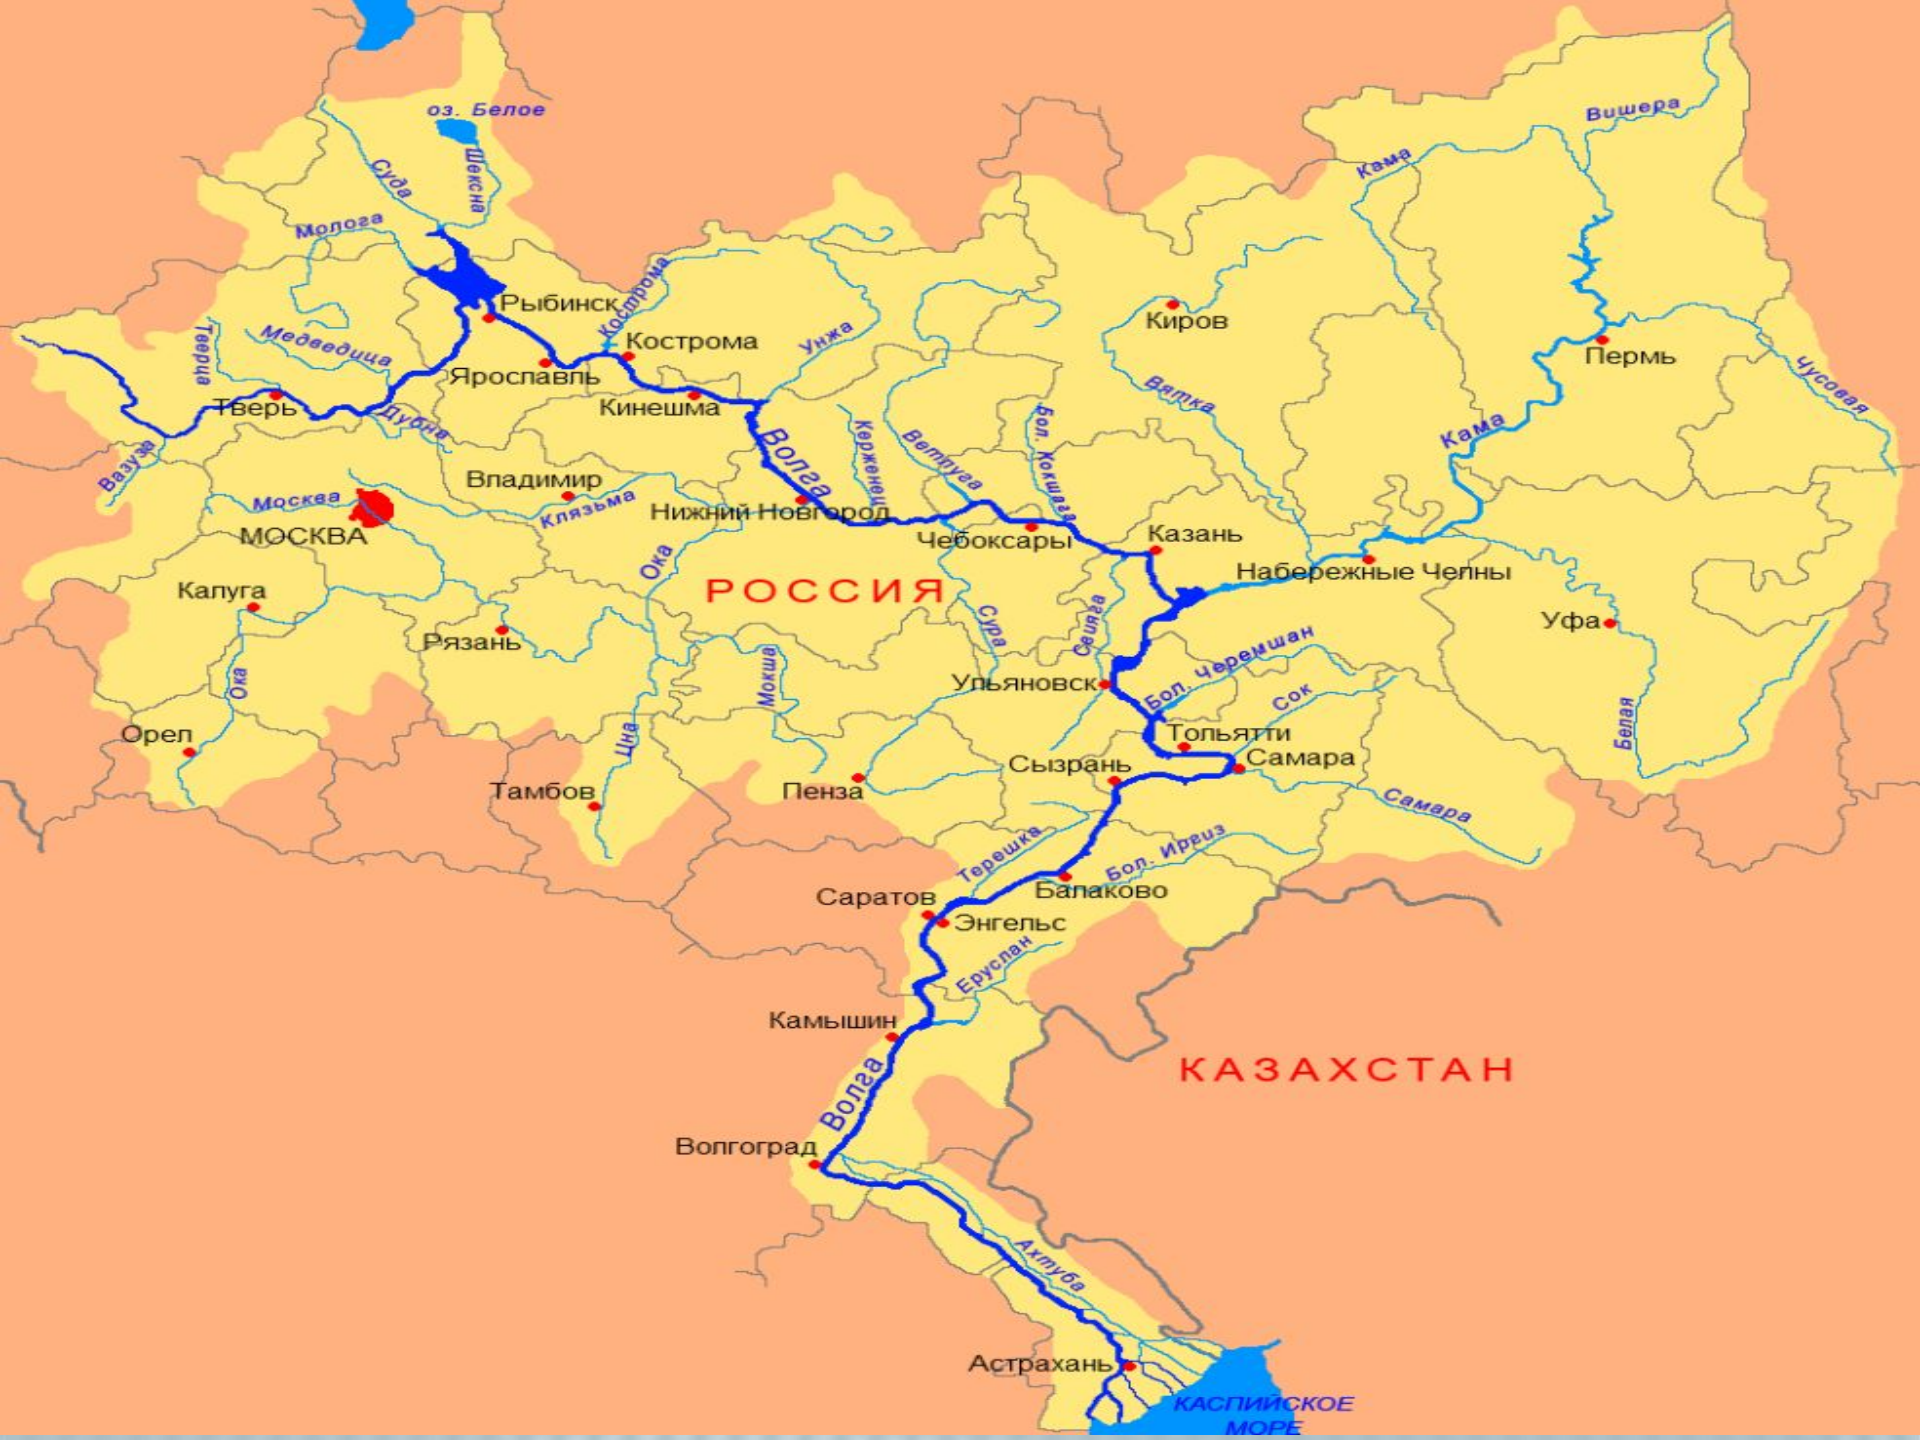 оз. Белое
Вишера
Суда
Шексна
Кама
Молога
Рыбинск
Кострома
Киров
Тверца
Медведица
Кострома
Унжа
Пермь
Ярославль
Чусовая
Тверь
Дубна
Кинешма
Вятка
Волга
Керженец
Ветлуга
Бол. Кокшага
Кама
Вазуза
Владимир
Москва
Клязьма
Нижний Новгород
МОСКВА
Чебоксары
Казань
Ока
Набережные Челны
Калуга
РОССИЯ
Уфа
Рязань
Сура
Свияга
Бол. Черемшан
Ока
Мокша
Ульяновск
Сок
Орел
Цна
Белая
Тольятти
Сызрань
Самара
Тамбов
Пенза
Самара
Терешка
Бол. Иргиз
Балаково
Саратов
Энгельс
Еруслан
Камышин
КАЗАХСТАН
Волга
Волгоград
Ахтуба
Астрахань
КАСПИЙСКОЕ
МОРЕ